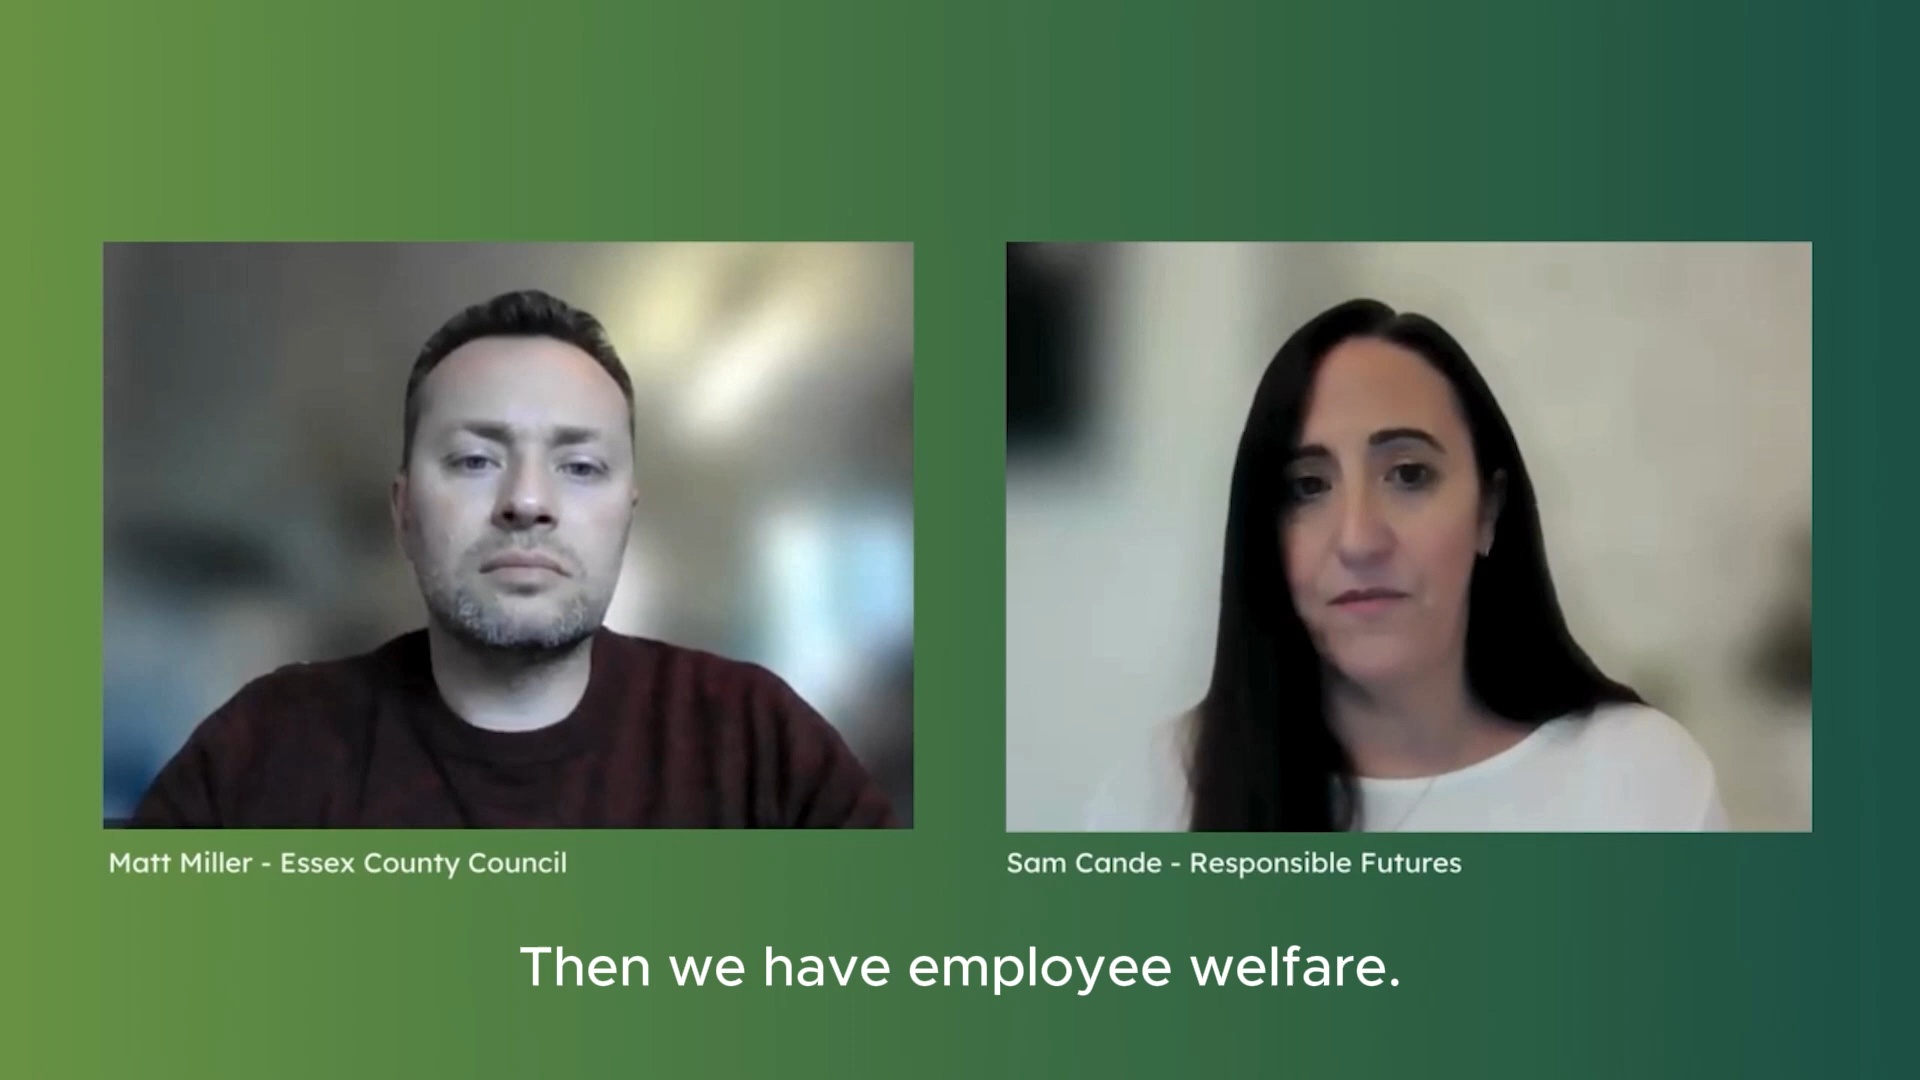 Matt Miller - Essex County Council
Sam Cande - Responsible Futures
Then we have employee welfare.